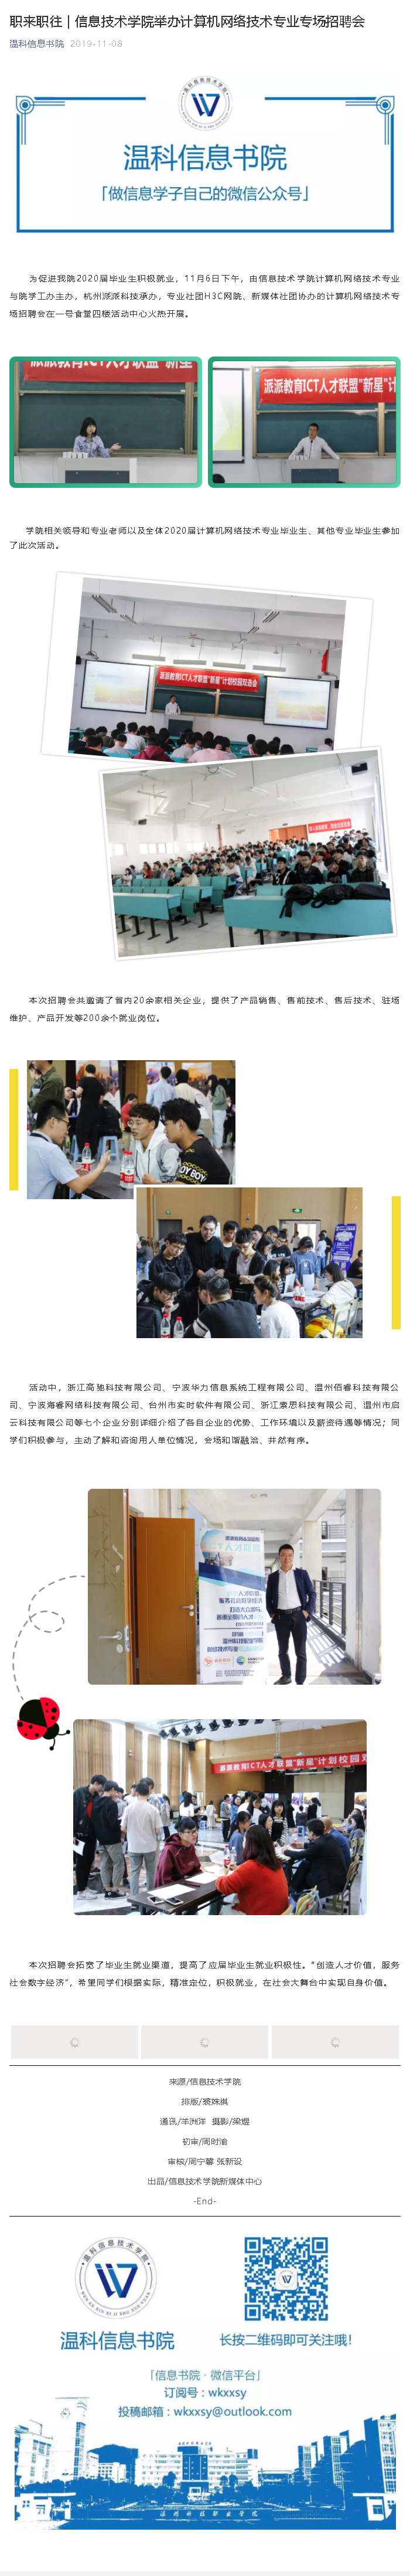 职来职往 | 信息技术学院举办计算机网络技术专业专场招聘会
温科信息书院 2019-11-08
温科信息书院
「做信息学子自己的微信公众号」
为促进我院2020届毕业生积极就业，11月6日下午，由信息技术学院计算机网络技术专业
与院学工办主办，杭州派派科技承办，专业社团H3C网院、新媒体社团协办的计算机网络技术专
场招聘会在一号食堂四楼活动中心火热开展。
派派教育ICT人才联盟"新星
派派教育ICT人才联盟"新星"计
学院相关领导和专业老师以及全体2020届计算机网络技术专业毕业生、其他专业毕业生参加
了此次活动。
派派教育ICT人才联盟"新星"计划校园双选会
本次招聘会共邀请了省内20余家相关企业，提供了产品销售、售前技术、售后技术、驻场
维护、产品开发等200余个就业岗位。
活动中，浙江高驰科技有限公司、宁波华力信息系统工程有限公司、温州佰睿科技有限公
司、宁波海睿网络科技有限公司、台州市实时软件有限公司、浙江索思科技有限公司、温州市启
云科技有限公司等七个企业分别详细介绍了各自企业的优势、工作环境以及薪资待遇等情况；同
学们积极参与，主动了解和咨询用人单位情况，会场和谐融洽、井然有序。
ICT人才联盟
派派教育ICT人才联盟"新星"计划校园双
本次招聘会拓宽了毕业生就业渠道，提高了应届毕业生就业积极性。"创造人才价值，服务
社会数字经济"，希望同学们根据实际，精准定位，积极就业，在社会大舞台中实现自身价值。
来源/信息技术学院
排版/裘姝淇
通讯/羊洲洋 摄影/梁煜
初审/周时渝
审核/周宁馨 张新设
出品/信息技术学院新媒体中心
-End-
温科信息书院
长按二维码即可关注哦！
「信息书院·微信平台」
订阅号：wkxxsy
投稿邮箱：wkxxsy@outlook.com
温州科技职业学院